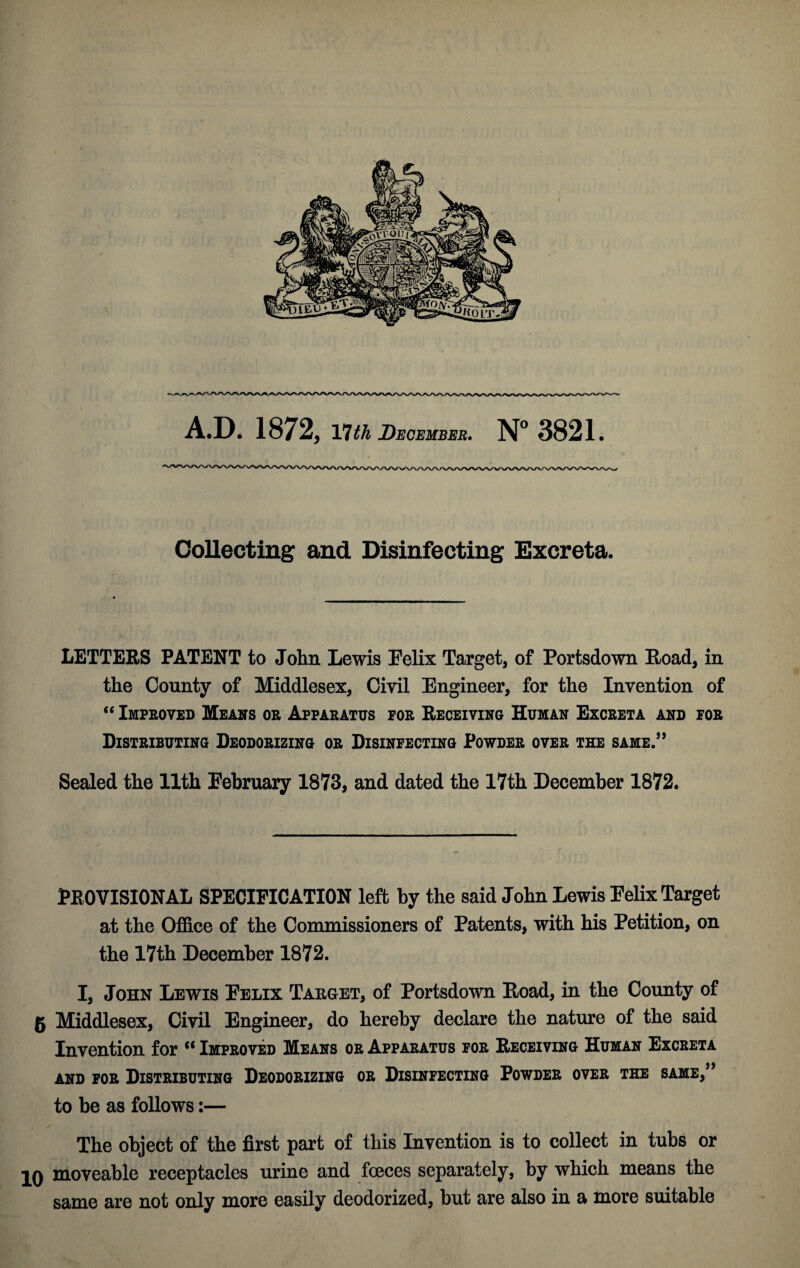 SOIT QUI MAL
DIEU ET MON DROIT.
A.D. 1872, 17th DECEMBER. N° 3821.
Collecting and Disinfecting Excreta.
LETTERS PATENT to John Lewis Felix Target, of Portsdown Road, in
the County of Middlesex, Civil Engineer, for the Invention of
“ IMPROVED MEANS OR APPARATUS FOR RECEIVING HUMAN EXCRETA AND FOR
DISTRIBUTING DEODORIZING OR DISINFECTING POWDER OVER THE SAME.”
Sealed the 11th February 1873, and dated the 17th December 1872.
PROVISIONAL SPECIFICATION left by the said John Lewis Felix Target
at the Office of the Commissioners of Patents, with his Petition, on
the 17th December 1872.
I, JOHN LEWIS FELIX TARGET, of Portsdown Road, in the County of
5 Middlesex, Civil Engineer, do hereby declare the nature of the said
Invention for “ IMPROVED MEANS OR APPARATUS FOR RECEIVING HUMAN EXCRETA
AND FOR DISTRIBUTING DEODORIZING OR DISINFECTING POWDER OVER THE SAME,”
to be as follows :—
The object of the first part of this Invention is to collect in tubs or
10 moveable receptacles urine and fœces separately, by which means the
same are not only more easily deodorized, but are also in a more suitable